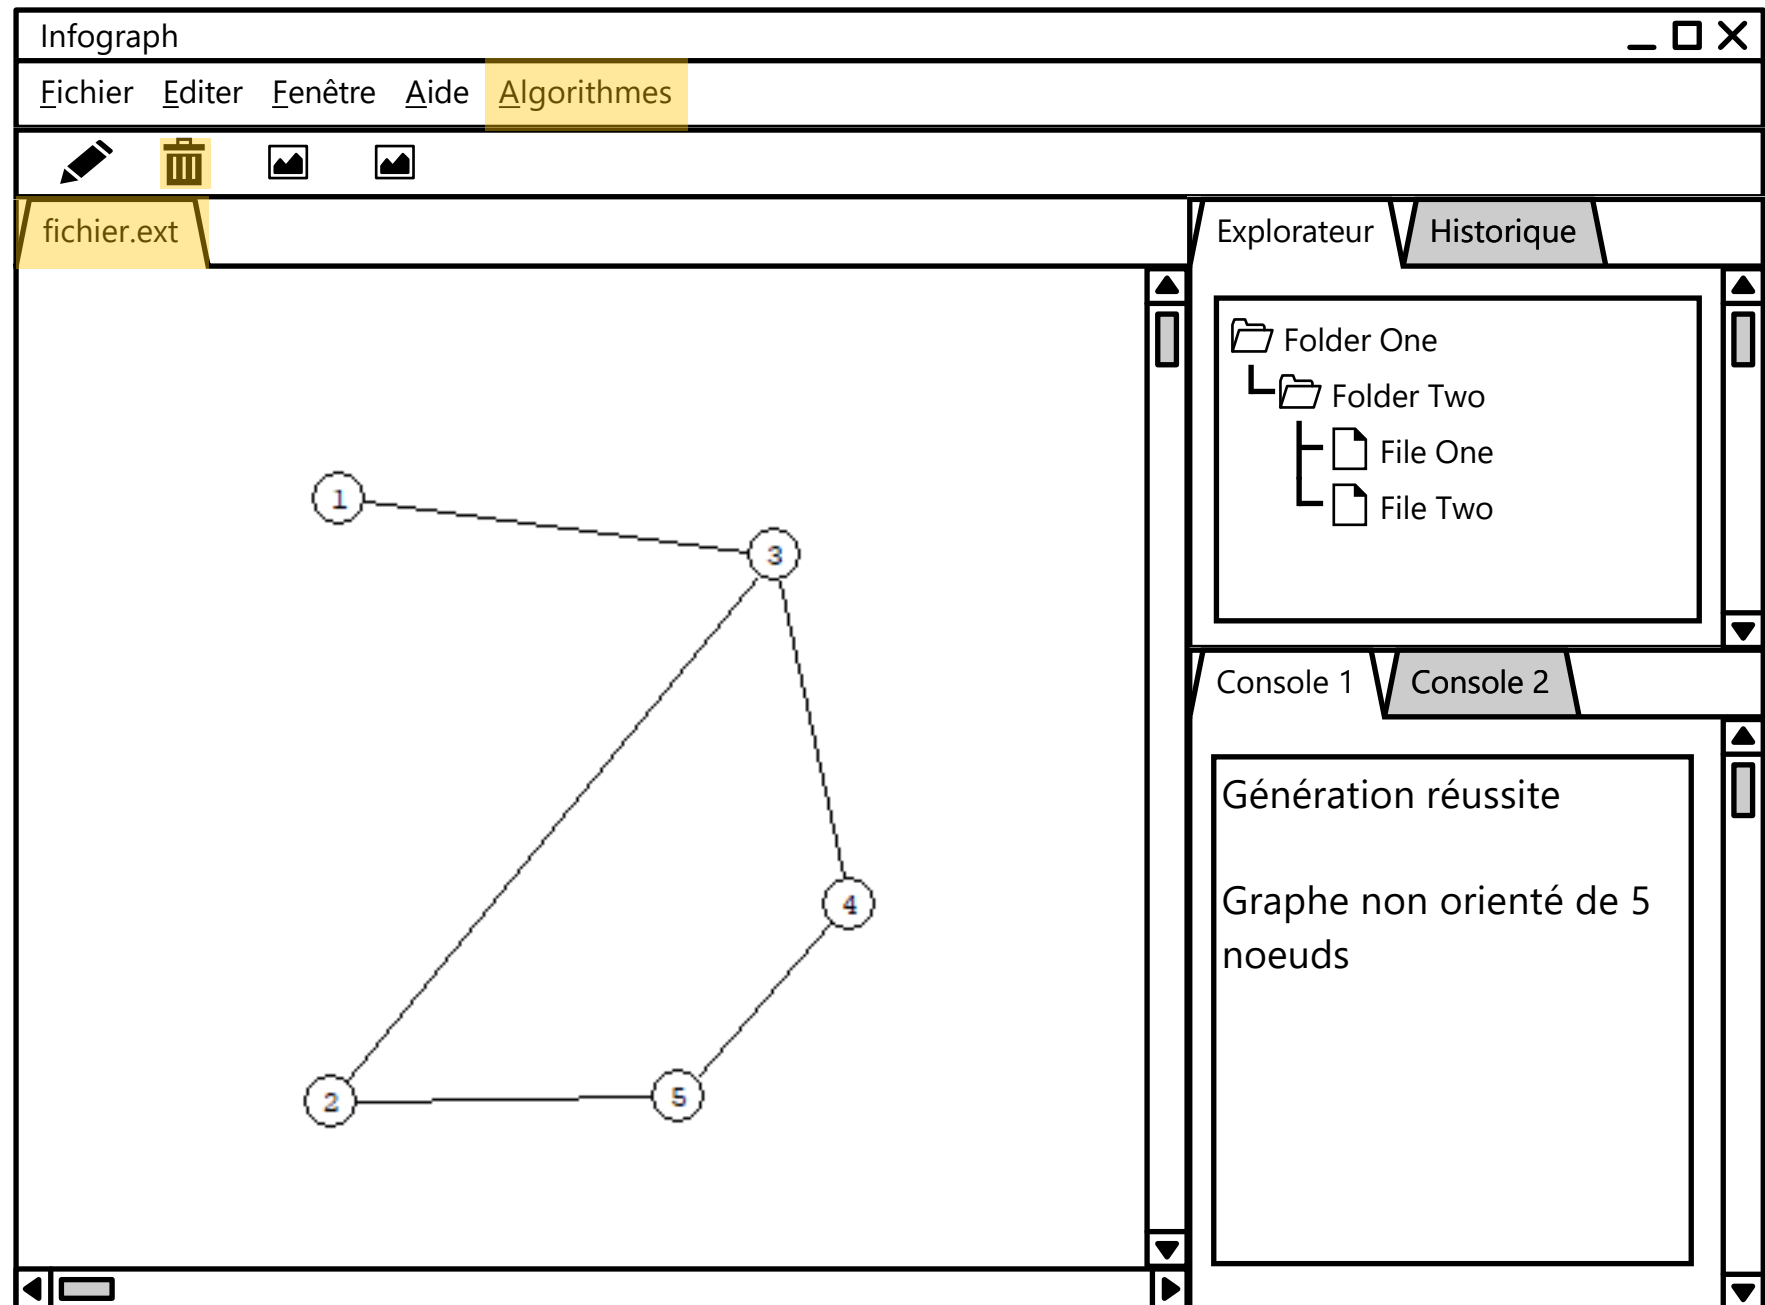 Infograph
Fichier Editer Fenêtre Aide Algorithmes
fichier.ext
Explorateur Historique
Folder One
Folder Two
File One
File Two
1
3
4
2
5
Console 1 Console 2
Génération réussite
Graphe non orienté de 5
noeuds